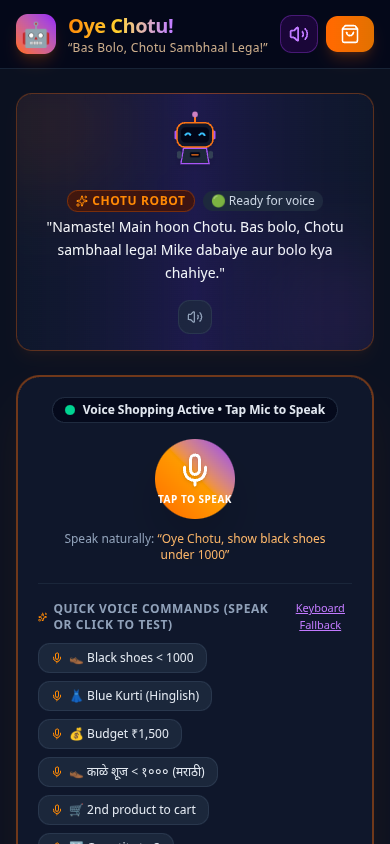 Oye Chotu!
“Bas Bolo, Chotu Sambhaal Lega!”
CHOTU ROBOT
Ready for voice
"Namaste! Main hoon Chotu. Bas bolo, Chotu
sambhaal lega! Mike dabaiye aur bolo kya
chahiye."
Voice Shopping Active • Tap Mic to Speak
TAP TO SPEAK
Speak naturally: “Oye Chotu, show black shoes
under 1000”
QUICK VOICE COMMANDS (SPEAK
OR CLICK TO TEST)
Keyboard
Fallback
Black shoes < 1000
Blue Kurti (Hinglish)
Budget ₹1,500
काळे शूज < १००० (मराठी)
2nd product to cart